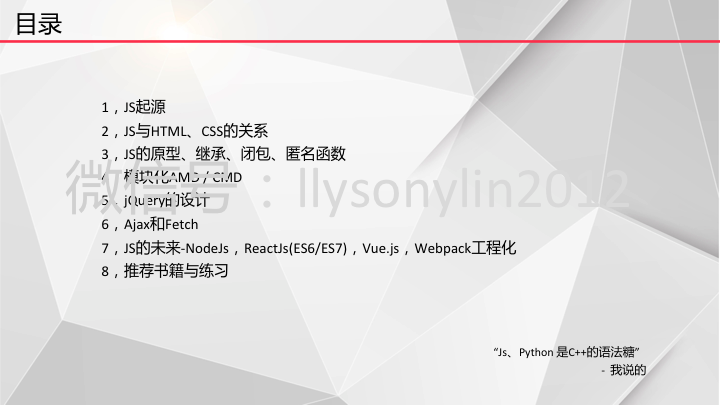 目录
1，JS起源
2，JS与HTML、CSS的关系
3，JS的原型、继承、闭包、匿名函数
4，模块化AMD / CMD
5，jQuery的设计
微信号：llysonylin2012
6，Ajax和Fetch
7，JS的未来-NodeJs，ReactJs(ES6/ES7)，Vue.js，Webpack工程化
8，推荐书籍与练习
“Js、Python 是C++的语法糖”
- 我说的